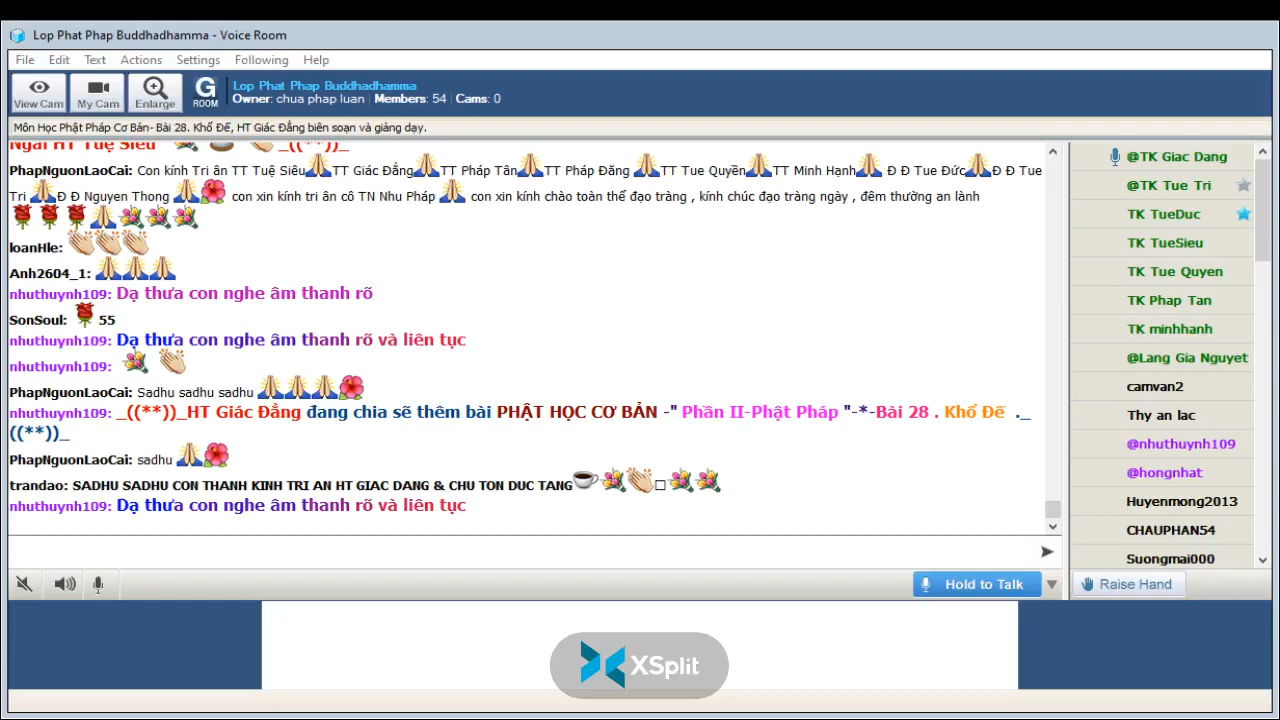 Lop Phat Phap Buddhadhamma - Voice Room
File Edit Text Actions Settings Following Help
View Cam My Cam Enlarge G ROOM
Lop Phat Phap Buddhadhamma
Owner: chua phap luan | Members: 54 | Cams: 0
Môn Học Phật Pháp Cơ Bản- Bài 28. Khổ Đế, HT Giác Đẳng biên soạn và giảng dạy.
Ngài HT Tuệ Siêu _((**))_
PhapNguonLaoCai: Con kính Tri ân TT Tuệ Siêu TT Giác Đẳng TT Pháp Tân TT Pháp Đăng TT Tue Quyền TT Minh Hạnh Đ Đ Tue Đức Đ Đ Tue
Tri Đ Đ Nguyen Thong con xin kính tri ân cô TN Nhu Pháp con xin kính chào toàn thể đạo tràng , kính chúc đạo tràng ngày , đêm thường an lành
loanHle:
Anh2604_1:
nhuthuynh109: Dạ thưa con nghe âm thanh rõ
SonSoul: 55
nhuthuynh109: Dạ thưa con nghe âm thanh rõ và liên tục
nhuthuynh109:
PhapNguonLaoCai: Sadhu sadhu sadhu
nhuthuynh109: _((**))_HT Giác Đẳng đang chia sẽ thêm bài PHẬT HỌC CƠ BẢN -" Phần II-Phật Pháp "-*-Bài 28 . Khổ Đế ._
((**))_
PhapNguonLaoCai: sadhu
trandao: SADHU SADHU CON THANH KINH TRI AN HT GIAC DANG & CHU TON DUC TANG
nhuthuynh109: Dạ thưa con nghe âm thanh rõ và liên tục
@TK Giac Dang
@TK Tue Tri
TK TueDuc
TK TueSieu
TK Tue Quyen
TK Phap Tan
TK minhhanh
@Lang Gia Nguyet
camvan2
Thy an lac
@nhuthuynh109
@hongnhat
Huyenmong2013
CHAUPHAN54
Suongmai000
Hold to Talk
Raise Hand
XSplit